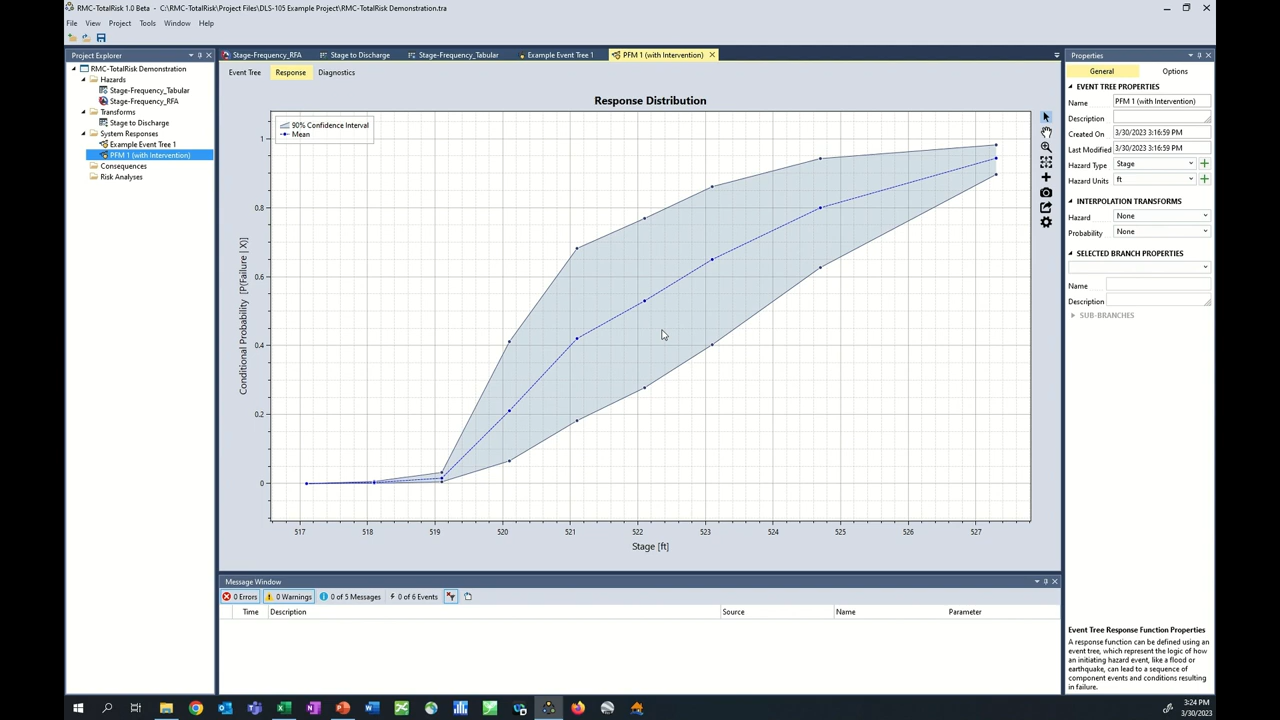 RMC-TotalRisk 1.0 Beta - C:\RMC-TotalRisk\Project Files\DLS-105 Example Project\RMC-TotalRisk Demonstration.tra
File View Project Tools Window Help
Project Explorer
RMC-TotalRisk Demonstration
Hazards
Stage-Frequency_Tabular
Stage-Frequency_RFA
Transforms
Stage to Discharge
System Responses
Example Event Tree 1
PFM 1 (with Intervention)
Consequences
Risk Analyses
Stage-Frequency_RFA Stage to Discharge Stage-Frequency_Tabular Example Event Tree 1 PFM 1 (with Intervention)
Event Tree Response Diagnostics
Response Distribution
90% Confidence Interval
Mean
Conditional Probability [P(Failure | X)]
1
0.8
0.6
0.4
0.2
0
517 518 519 520 521 522 523 524 525 526 527
Stage [ft]
Message Window
0 Errors 0 Warnings 0 of 5 Messages 0 of 6 Events
Time Description Source Name Parameter
Properties
General Options
EVENT TREE PROPERTIES
Name PFM 1 (with Intervention)
Description
Created On 3/30/2023 3:16:59 PM
Last Modified 3/30/2023 3:16:59 PM
Hazard Type Stage
Hazard Units ft
INTERPOLATION TRANSFORMS
Hazard None
Probability None
SELECTED BRANCH PROPERTIES
Name
Description
SUB-BRANCHES
Event Tree Response Function Properties
A response function can be defined using an
event tree, which represent the logic of how
an initiating hazard event, like a flood or
earthquake, can lead to a sequence of
component events and conditions resulting
in failure.
3:24 PM
3/30/2023